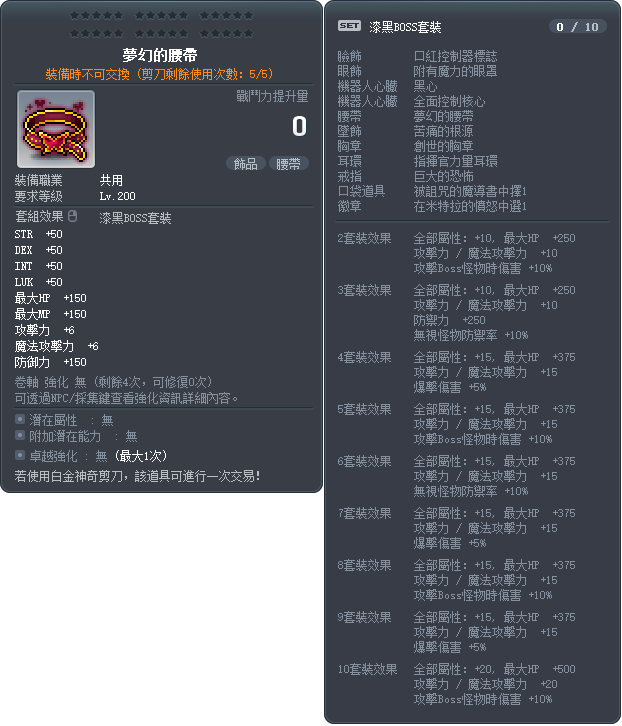 夢幻的腰帶
裝備時不可交換 (剪刀剩餘使用次數: 5/5)
戰鬥力提升量
0
飾品 腰帶
裝備職業 共用
要求等級 Lv.200
套組效果 漆黑BOSS套裝
STR +50
DEX +50
INT +50
LUK +50
最大HP +150
最大MP +150
攻擊力 +6
魔法攻擊力 +6
防御力 +150
卷軸 強化 無 (剩餘4次, 可修復0次)
可透過NPC/採集鍵查看強化資訊詳細內容。
潛在屬性 : 無
附加潛在能力 : 無
卓越強化 : 無 (最大1次)
若使用白金神奇剪刀, 該道具可進行一次交易!
SET 漆黑BOSS套裝 0 / 10
臉飾 口紅控制器標誌
眼飾 附有魔力的眼罩
機器人心臟 黑心
機器人心臟 全面控制核心
腰帶 夢幻的腰帶
墜飾 苦痛的根源
胸章 創世的胸章
耳環 指揮官力量耳環
戒指 巨大的恐怖
口袋道具 被詛咒的魔導書中擇1
徽章 在米特拉的憤怒中選1
2套裝效果 全部屬性: +10, 最大HP +250
攻擊力 / 魔法攻擊力 +10
攻擊Boss怪物時傷害 +10%
3套裝效果 全部屬性: +10, 最大HP +250
攻擊力 / 魔法攻擊力 +10
防禦力 +250
無視怪物防禦率 +10%
4套裝效果 全部屬性: +15, 最大HP +375
攻擊力 / 魔法攻擊力 +15
爆擊傷害 +5%
5套裝效果 全部屬性: +15, 最大HP +375
攻擊力 / 魔法攻擊力 +15
攻擊Boss怪物時傷害 +10%
6套裝效果 全部屬性: +15, 最大HP +375
攻擊力 / 魔法攻擊力 +15
無視怪物防禦率 +10%
7套裝效果 全部屬性: +15, 最大HP +375
攻擊力 / 魔法攻擊力 +15
爆擊傷害 +5%
8套裝效果 全部屬性: +15, 最大HP +375
攻擊力 / 魔法攻擊力 +15
攻擊Boss怪物時傷害 +10%
9套裝效果 全部屬性: +15, 最大HP +375
攻擊力 / 魔法攻擊力 +15
爆擊傷害 +5%
10套裝效果 全部屬性: +20, 最大HP +500
攻擊力 / 魔法攻擊力 +20
攻擊Boss怪物時傷害 +10%